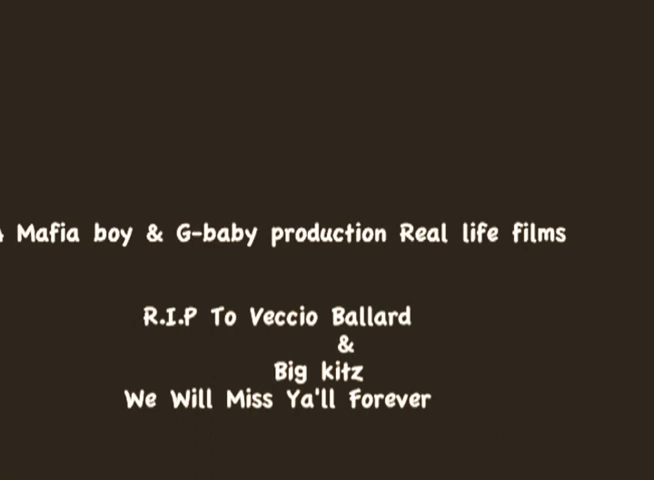 Mafia boy & G-baby production Real life films
R.I.P To Veccio Ballard
&
Big kitz
We Will Miss Ya'll Forever